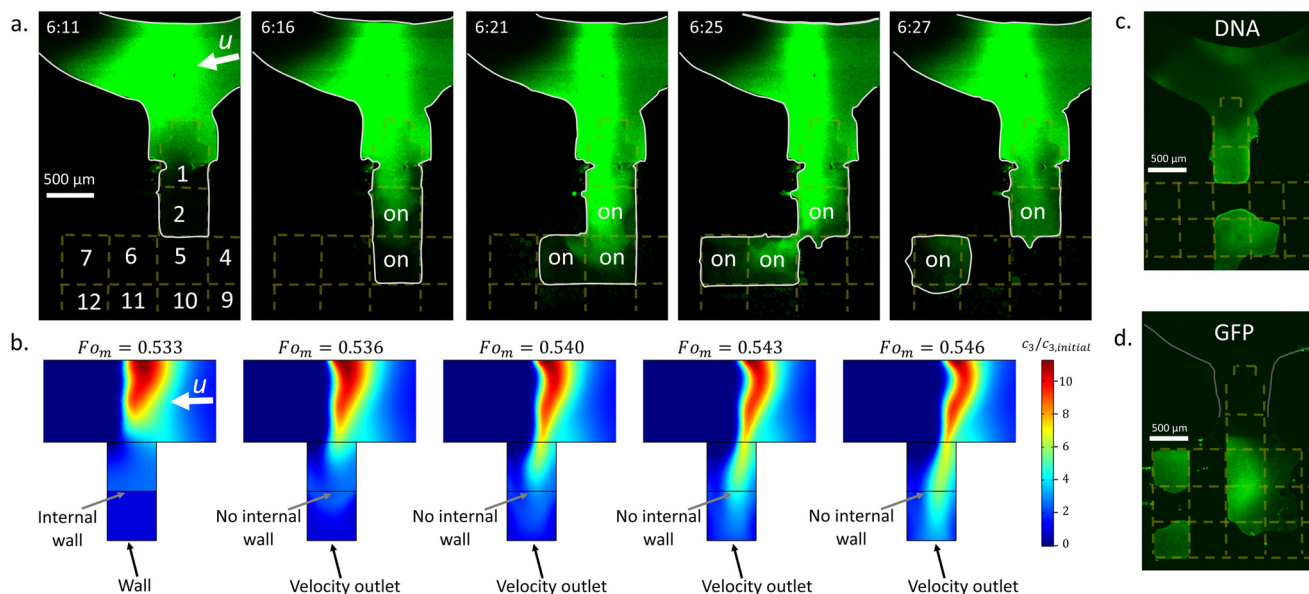 a.
6:11
u
1
2
7 6 5 4
12 11 10 9
500 μm
6:16
on
on
6:21
on
on on
6:25
on
on on
6:27
on
on
b.
Fo_m = 0.533
u
Internal
wall
Wall
Fo_m = 0.536
No internal
wall
Velocity outlet
Fo_m = 0.540
No internal
wall
Velocity outlet
Fo_m = 0.543
No internal
wall
Velocity outlet
Fo_m = 0.546
No internal
wall
Velocity outlet
c_3/c_{3,initial}
10
8
6
4
2
0
c.
DNA
500 μm
d.
GFP
500 μm